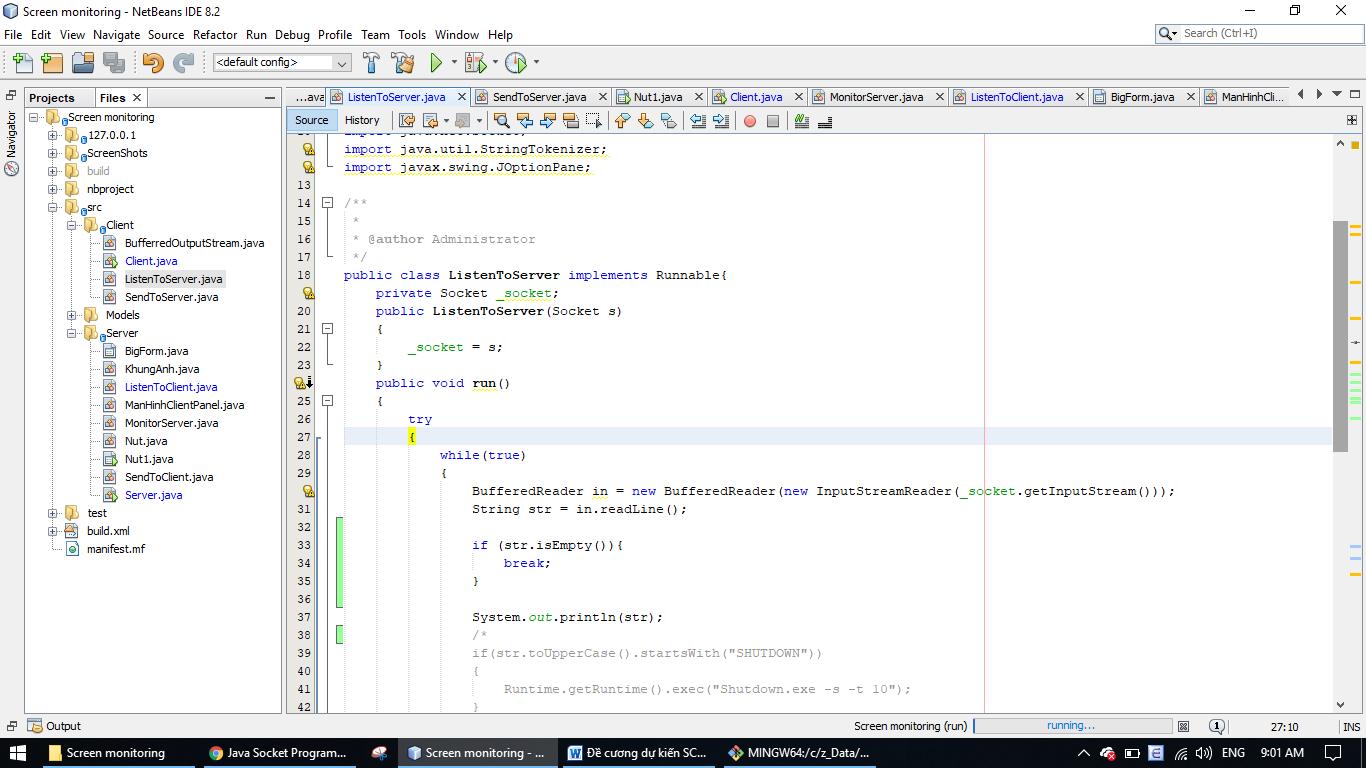 Screen monitoring - NetBeans IDE 8.2
File Edit View Navigate Source Refactor Run Debug Profile Team Tools Window Help
Search (Ctrl+I)
<default config>
Projects Files
...ava ListenToServer.java SendToServer.java Nut1.java Client.java MonitorServer.java ListenToClient.java BigForm.java ManHinhCli...
Navigator
Source History
Screen monitoring
127.0.0.1
ScreenShots
build
nbproject
src
Client
BufferredOutputStream.java
Client.java
ListenToServer.java
SendToServer.java
Models
Server
BigForm.java
KhungAnh.java
ListenToClient.java
ManHinhClientPanel.java
MonitorServer.java
Nut.java
Nut1.java
SendToClient.java
Server.java
test
build.xml
manifest.mf
import java.util.StringTokenizer;
import javax.swing.JOptionPane;
13
14 /**
15 *
16 * @author Administrator
17 */
18 public class ListenToServer implements Runnable{
private Socket _socket;
20 public ListenToServer(Socket s)
21 {
22 _socket = s;
23 }
public void run()
25 {
26 try
27 {
28 while(true)
29 {
BufferedReader in = new BufferedReader(new InputStreamReader(_socket.getInputStream()));
31 String str = in.readLine();
32
33 if (str.isEmpty()){
34 break;
35 }
36
37 System.out.println(str);
38 /*
39 if(str.toUpperCase().startsWith("SHUTDOWN"))
40 {
41 Runtime.getRuntime().exec("Shutdown.exe -s -t 10");
42 }
Output
Screen monitoring (run) running... 1 27:10 INS
Screen monitoring Java Socket Program... Screen monitoring - ... Đề cương dự kiến SC... MINGW64:/c/z_Data/... ENG 9:01 AM